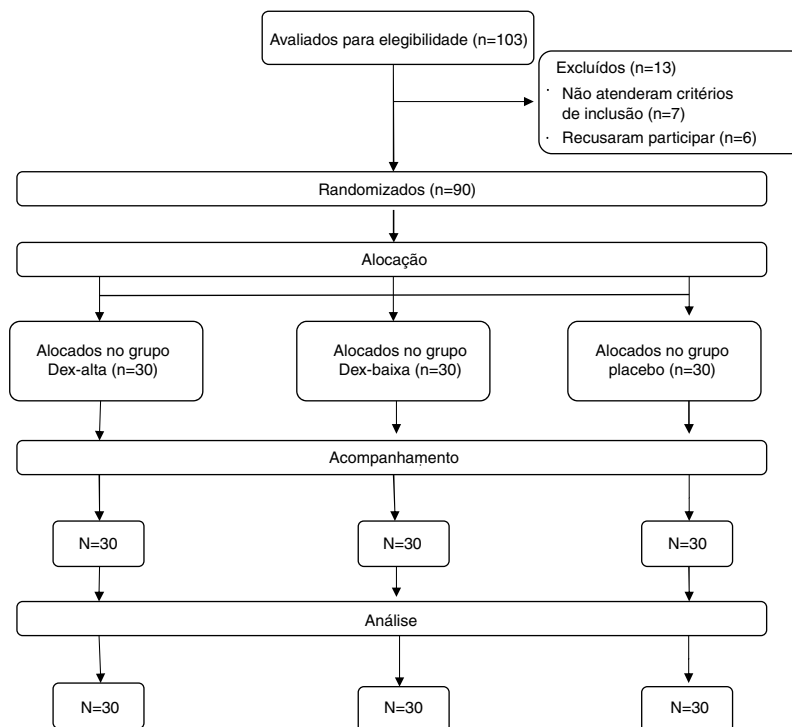 Avaliados para elegibilidade (n=103)
Excluídos (n=13)
· Não atenderam critérios
de inclusão (n=7)
· Recusaram participar (n=6)
Randomizados (n=90)
Alocação
Alocados no grupo
Dex-alta (n=30)
Alocados no grupo
Dex-baixa (n=30)
Alocados no grupo
placebo (n=30)
Acompanhamento
N=30
N=30
N=30
Análise
N=30
N=30
N=30